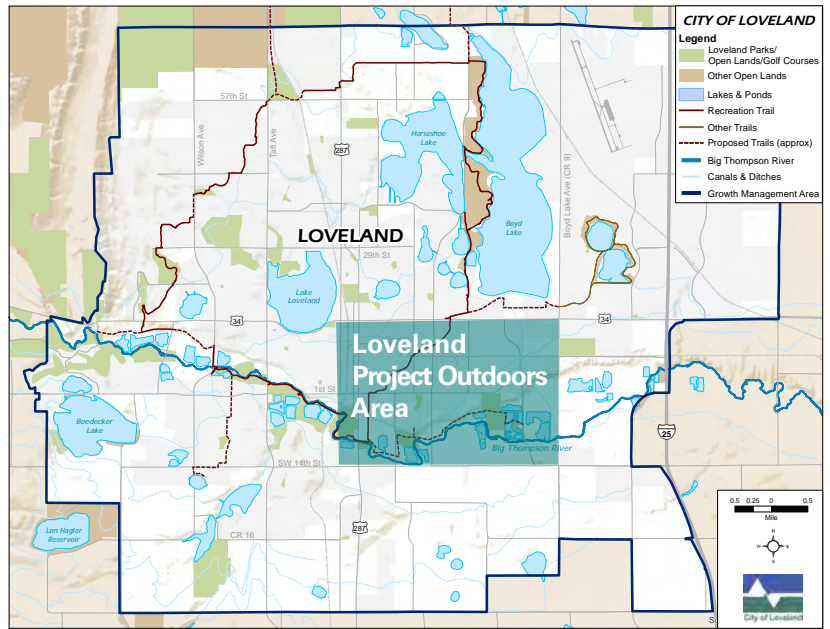 CITY OF LOVELAND
Legend
Loveland Parks/
Open Lands/Golf Courses
Other Open Lands
Lakes & Ponds
Recreation Trail
Other Trails
Proposed Trails (approx)
Big Thompson River
Canals & Ditches
Growth Management Area
57th St
Wilson Ave
Taft Ave
287
Horseshoe
Lake
Boyd Lake Ave (CR 9)
LOVELAND
Boyd
Lake
29th St
Lake
Loveland
34
34
Loveland
Project Outdoors
Area
1st St
Boedecker
Lake
25
Big Thompson River
SW 14th St
Lon Hagler
Reservoir
287
CR 16
0.5 0.25 0 0.5
Mile
N
W
E
S
City of Loveland